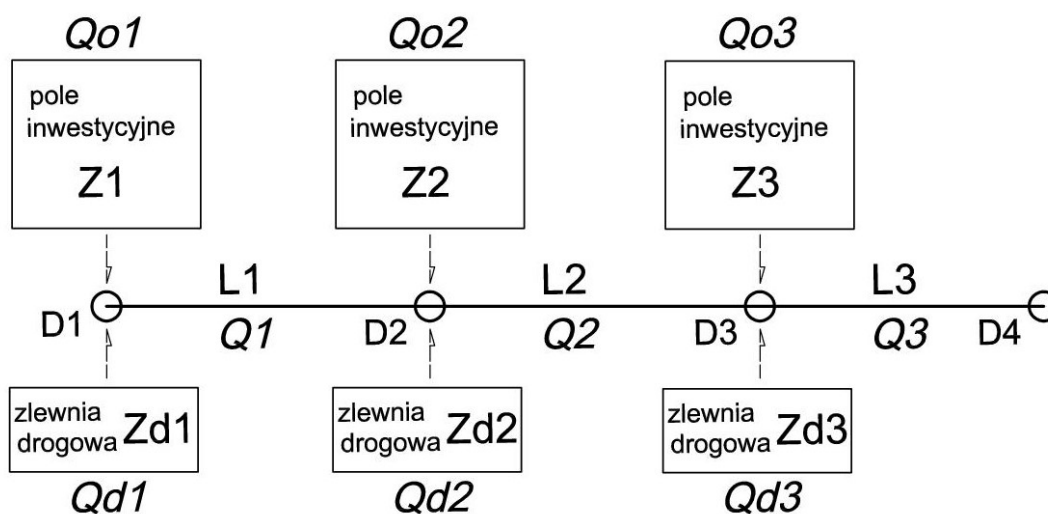 Qo1 Qo2 Qo3
pole
inwestycyjne
Z1
pole
inwestycyjne
Z2
pole
inwestycyjne
Z3
L1 L2 L3
D1 Q1 D2 Q2 D3 Q3 D4
zlewnia
drogowa Zd1
zlewnia
drogowa Zd2
zlewnia
drogowa Zd3
Qd1 Qd2 Qd3